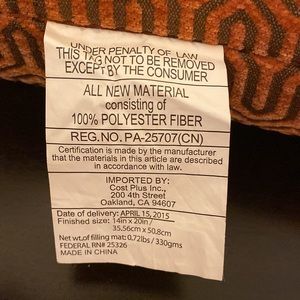 UNDER PENALTY OF LAW
THIS TAG NOT TO BE REMOVED
EXCEPT BY THE CONSUMER
ALL NEW MATERIAL
consisting of
100% POLYESTER FIBER
REG.NO. PA-25707(CN)
Certification is made by the manufacturer
that the materials in this article are described
in accordance with law.
IMPORTED BY:
Cost Plus Inc.,
200 4th Street
Oakland, CA 94607
Date of delivery: APRIL 15, 2015
Finished size: 14in x 20in /
35.56cm x 50.8cm
Net wt.of filling mat: 0.72lbs / 330gms
FEDERAL RN# 25326
MADE IN CHINA